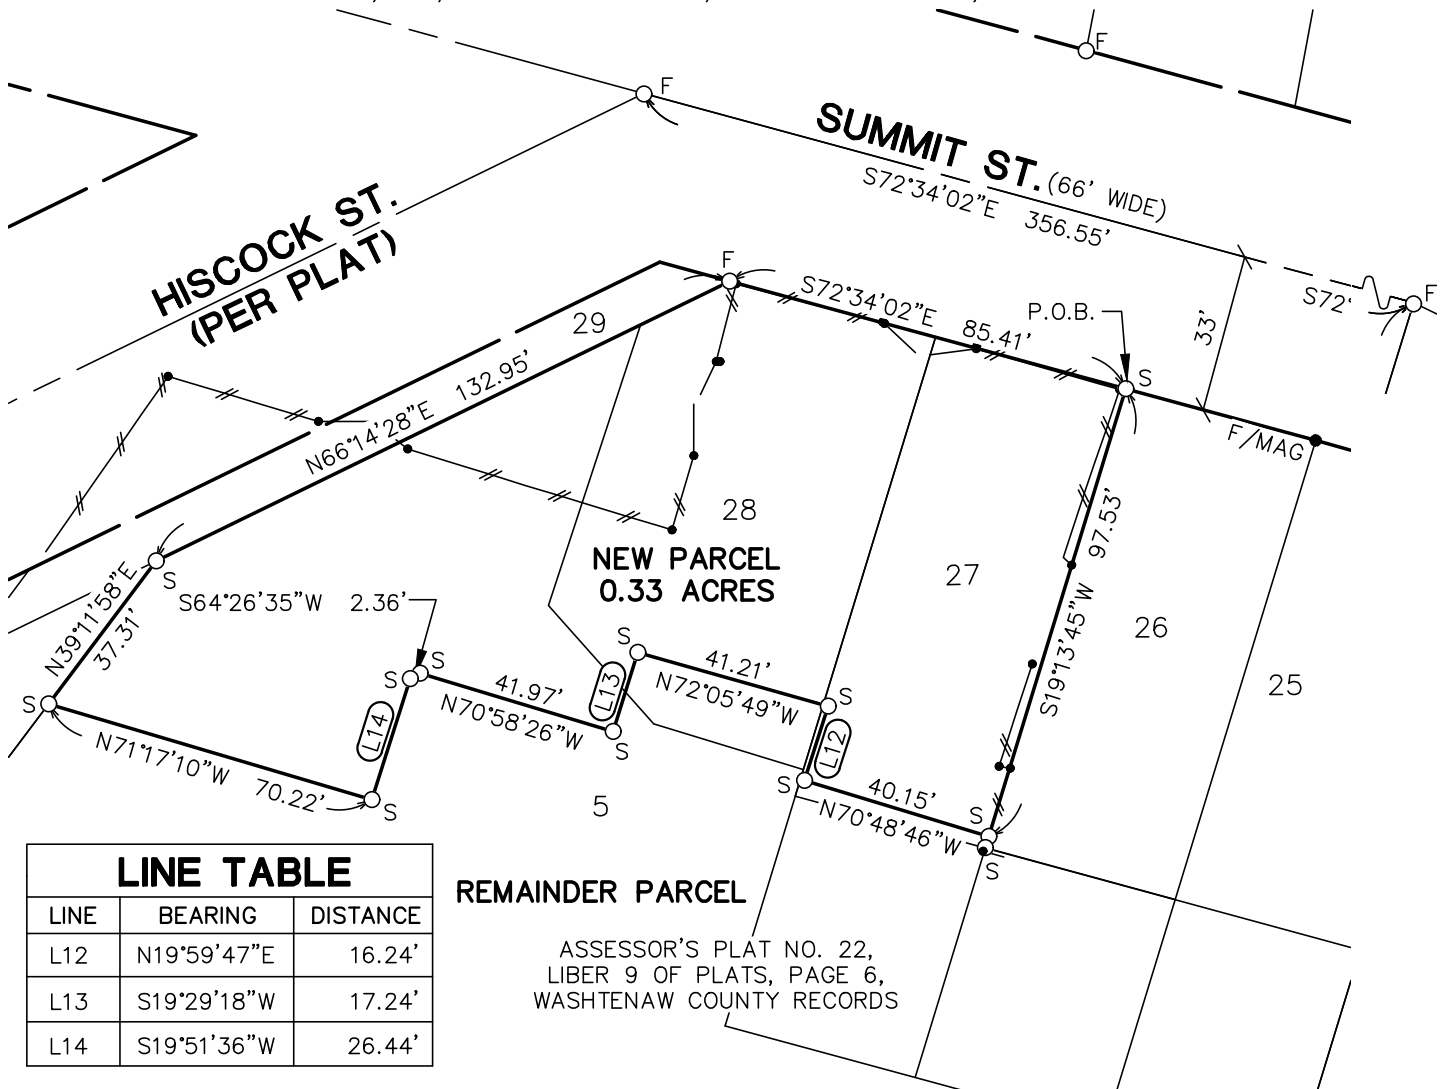 F
F
SUMMIT ST. (66' WIDE)
S72°34'02"E 356.55'
HISCOCK ST.
(PER PLAT)
F
S72°
F
29
S72°34'02"E 85.41'
P.O.B.
33'
S
N66°14'28"E 132.95'
F/MAG
28
NEW PARCEL
0.33 ACRES
27
S19°13'45"W 97.53'
26
25
S
N39°11'58"E
37.31'
S64°26'35"W 2.36'
S
S
S
S
41.21'
N72°05'49"W
L13
41.97'
N70°58'26"W
S
S
L14
N71°17'10"W 70.22'
S
L12
S
40.15'
N70°48'46"W
S
S
5
LINE TABLE
LINE BEARING DISTANCE
L12 N19°59'47"E 16.24'
L13 S19°29'18"W 17.24'
L14 S19°51'36"W 26.44'
REMAINDER PARCEL
ASSESSOR'S PLAT NO. 22,
LIBER 9 OF PLATS, PAGE 6,
WASHTENAW COUNTY RECORDS